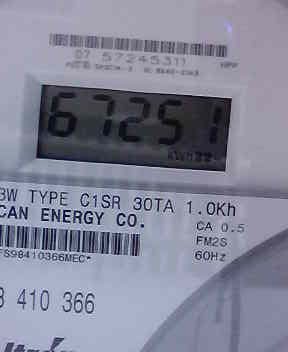 07 57245311
67251
3W TYPE C1SR 30TA 1.0Kh
CAN ENERGY CO.
CA 0.5
FM2S
60Hz
*FS98410366MEC*
3 410 366